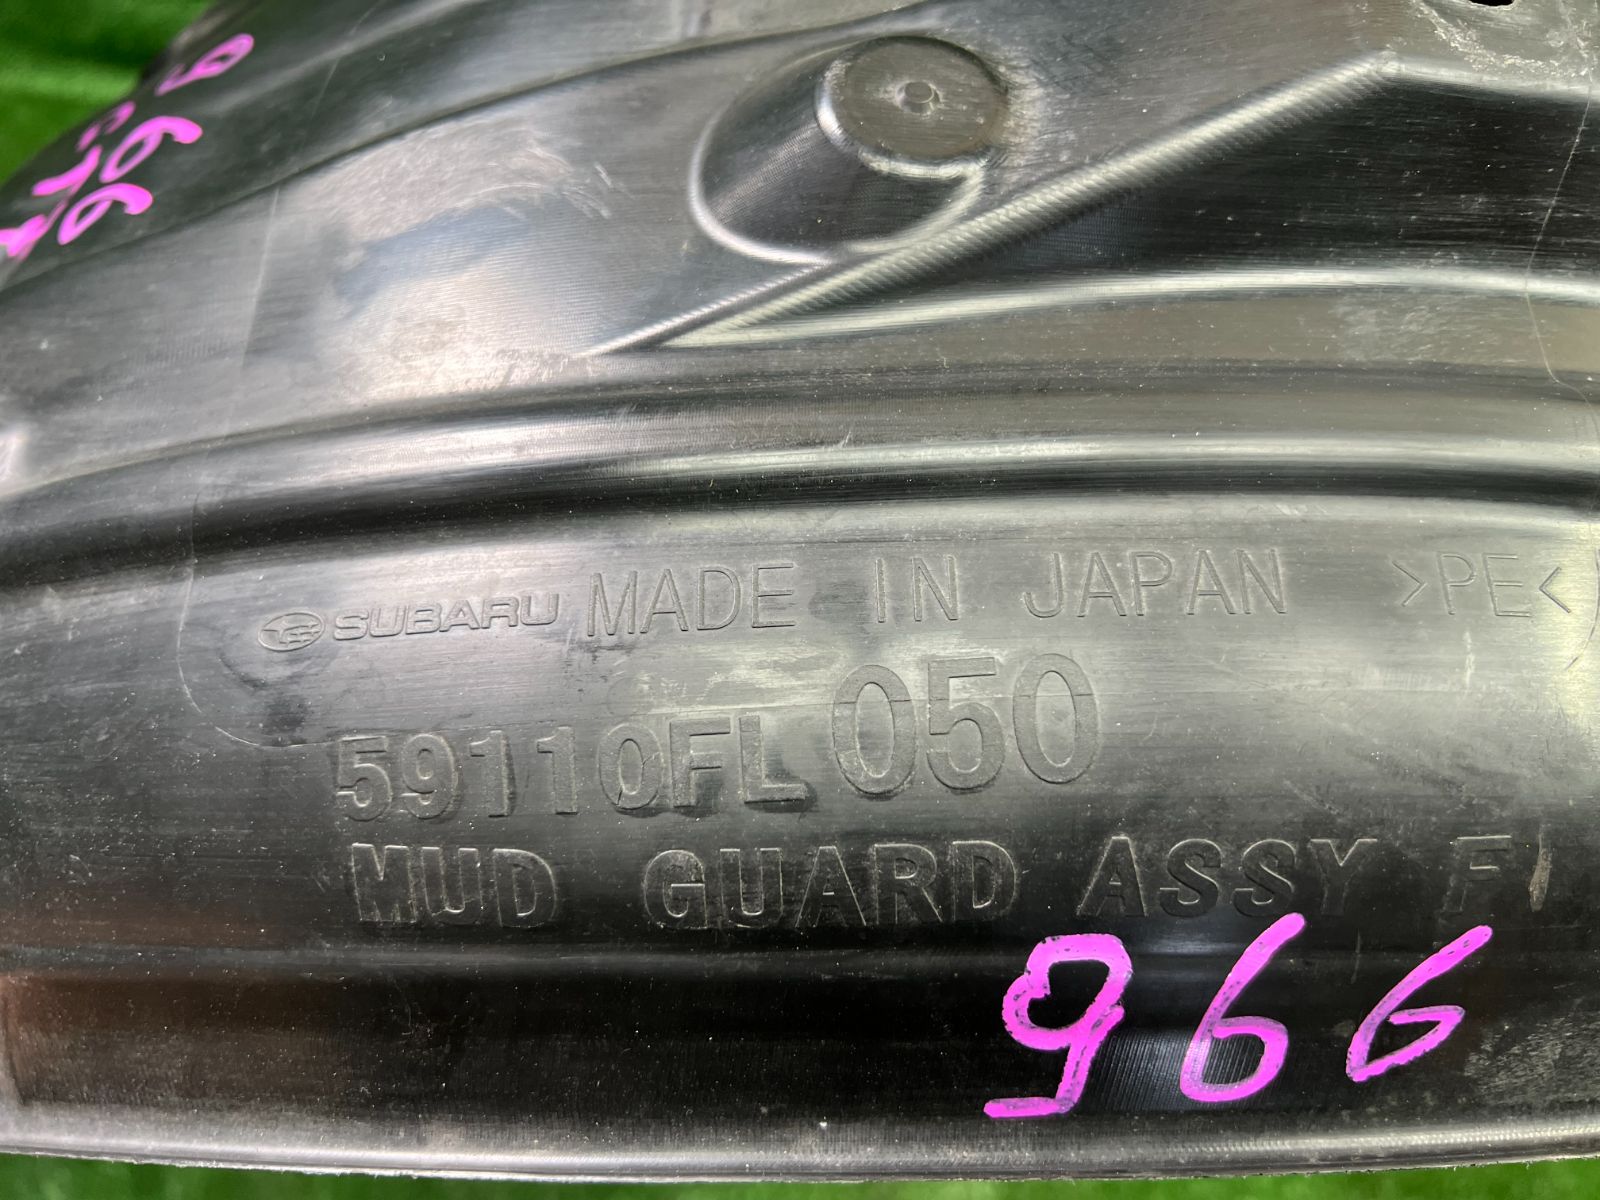 SUBARU MADE IN JAPAN >PE<
59110FL050
MUD GUARD ASSY F
966